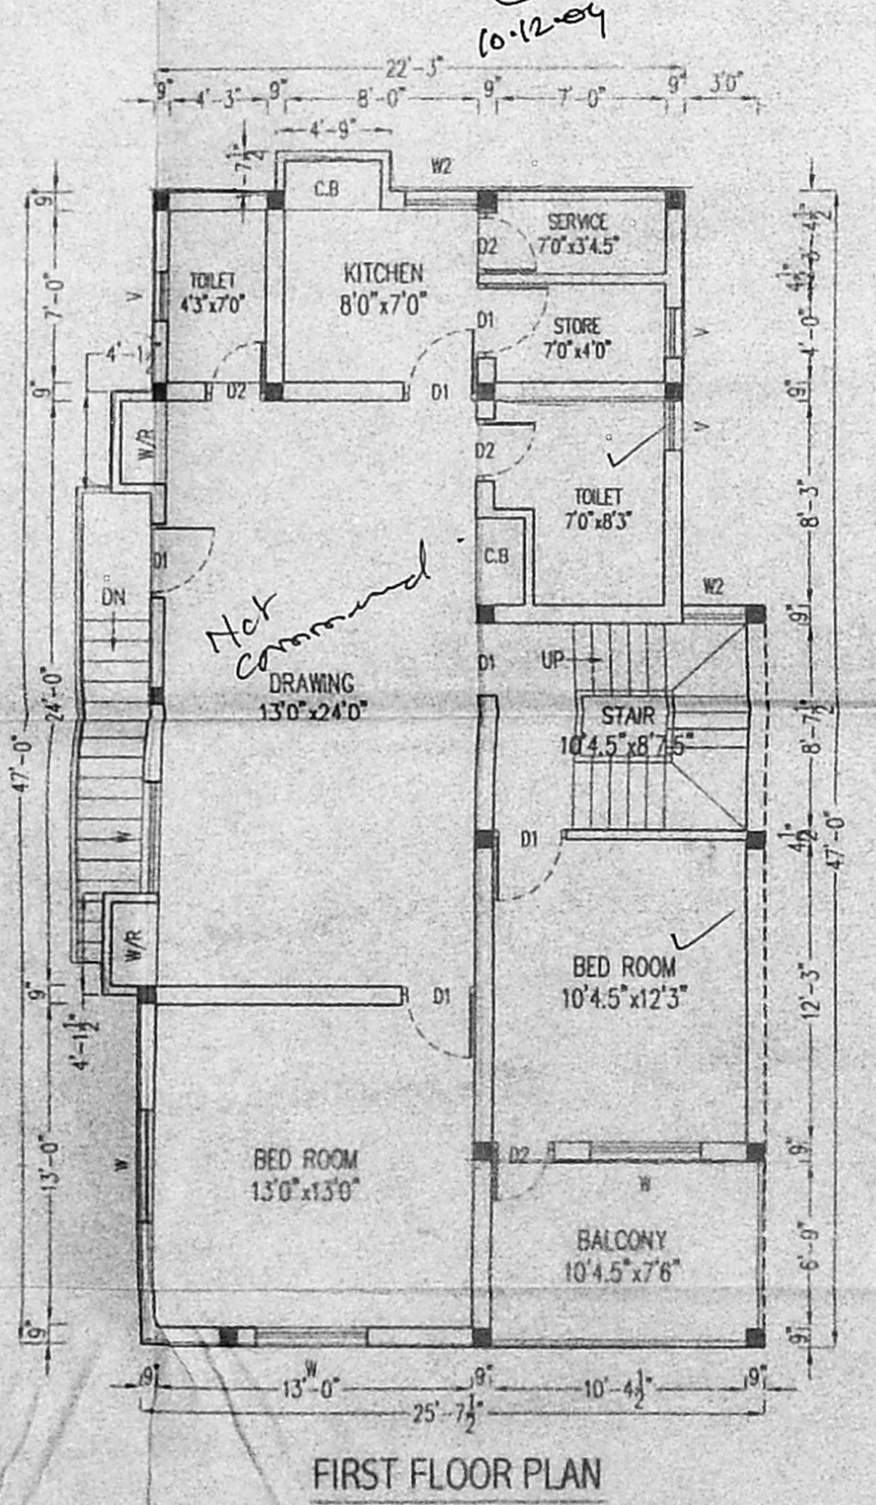 10.12.04
22'-3"
9" 4'-3" 9" 8'-0" 9" 7'-0" 9" 3'0"
4'-9"
7½"
W2
C.B
9"
SERVICE
7'0"x3'4.5"
D2
TOILET
4'3"x7'0"
KITCHEN
8'0"x7'0"
4½"
7'-0"
V
D1
STORE
7'0"x4'0"
V
4'-0"
9"
D2
D1
9"
W/R
D2
V
TOILET
7'0"x8'3"
8'-3"
D1
C.B
DN
Not
commend
W2
9"
D1
UP
DRAWING
13'0"x24'0"
24'-0"
STAIR
10'4.5"x8'7.5"
8'-7½"
47'-0"
W
D1
4½"
47'-0"
W/R
BED ROOM
10'4.5"x12'3"
12'-3"
9"
D1
4'-1½"
13'-0"
W
BED ROOM
13'0"x13'0"
D2
W
9"
BALCONY
10'4.5"x7'6"
6'-9"
9"
9"
W
9" 13'-0" 9" 10'-4½" 9"
25'-7½"
FIRST FLOOR PLAN